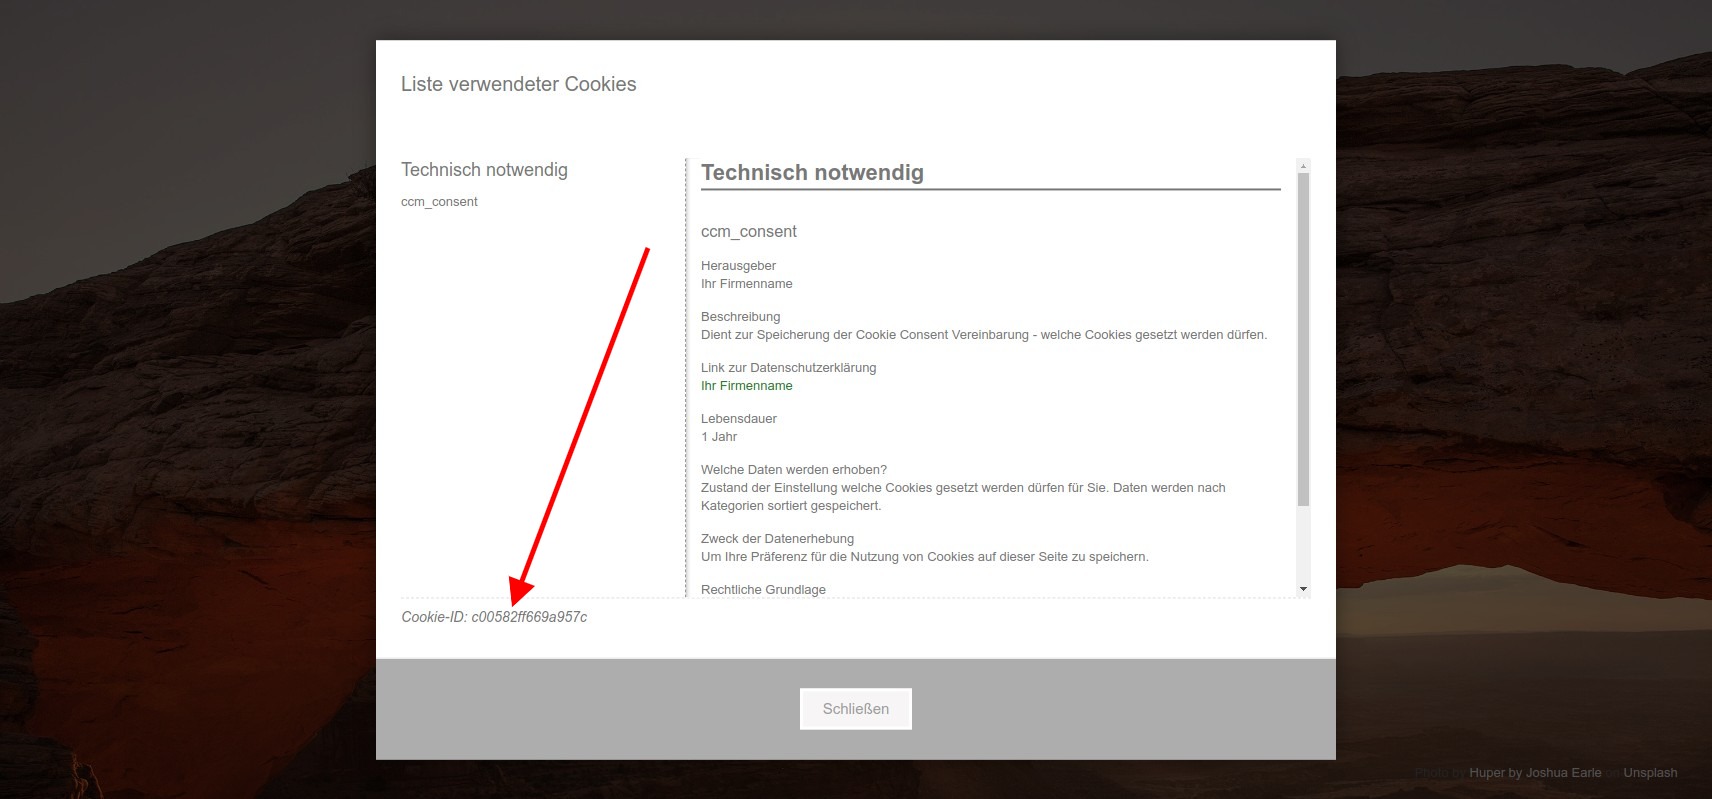 Liste verwendeter Cookies
Technisch notwendig
ccm_consent
Technisch notwendig
ccm_consent
Herausgeber
Ihr Firmenname
Beschreibung
Dient zur Speicherung der Cookie Consent Vereinbarung - welche Cookies gesetzt werden dürfen.
Link zur Datenschutzerklärung
Ihr Firmenname
Lebensdauer
1 Jahr
Welche Daten werden erhoben?
Zustand der Einstellung welche Cookies gesetzt werden dürfen für Sie. Daten werden nach
Kategorien sortiert gespeichert.
Zweck der Datenerhebung
Um Ihre Präferenz für die Nutzung von Cookies auf dieser Seite zu speichern.
Rechtliche Grundlage
Cookie-ID: c00582ff669a957c
Schließen
Photo by Huper by Joshua Earle on Unsplash